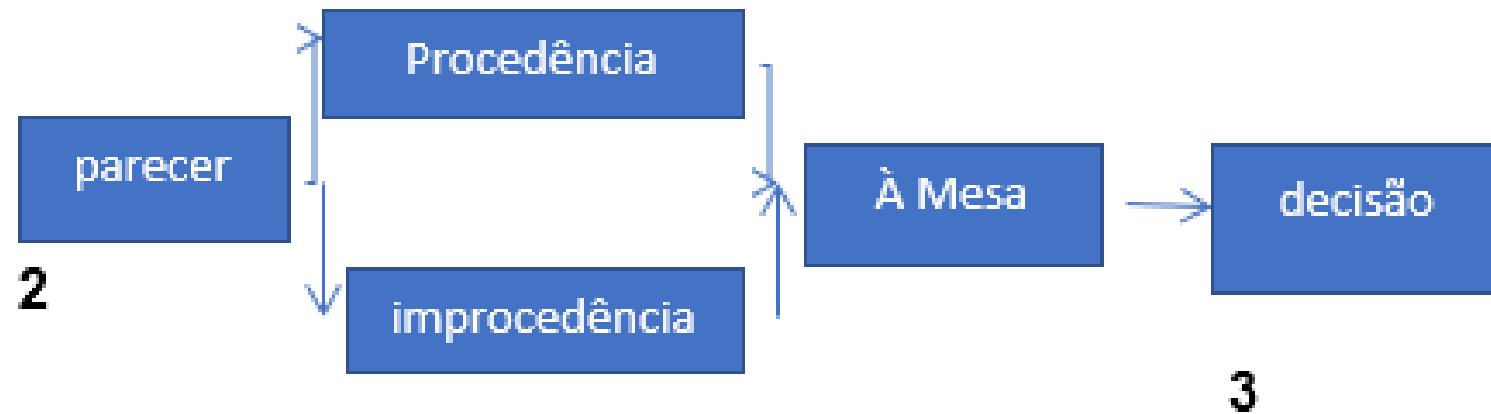 Procedência
parecer
À Mesa
decisão
2
improcedência
3